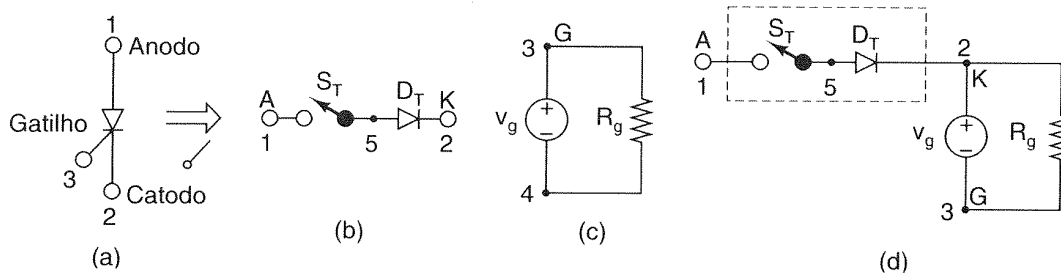 1
Anodo
Gatilho
3
Catodo
2
(a)
A
1
S_T
5
D_T
K
2
(b)
G
3
v_g
+
−
R_g
4
(c)
A
1
S_T
5
D_T
2
K
v_g
+
−
R_g
3
G
(d)